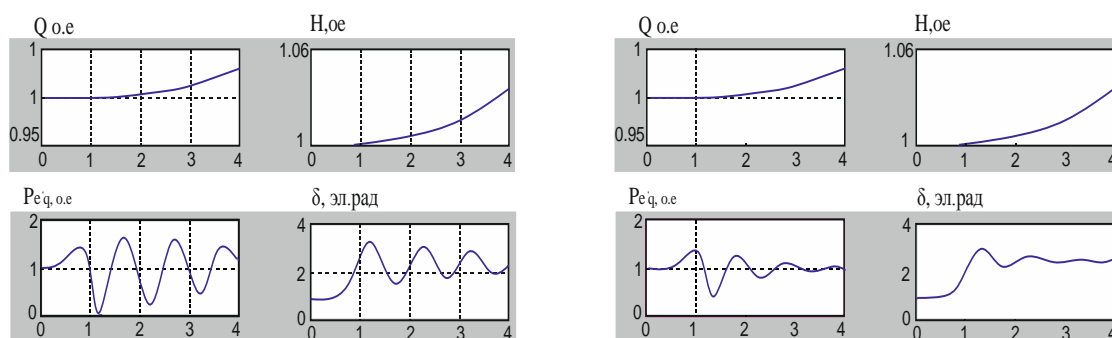 Q о.е H,ое Q о.е H,ое
1 1.06 1 1.06
1 1
0.95 1 0.95 1
0 1 2 3 4 0 1 2 3 4 0 1 2 3 4 0 1 2 3 4
Pe'q, о.е δ, эл.рад Pe'q, о.е δ, эл.рад
2 4 2 4
1 2 1 2
0 0 0 0
0 1 2 3 4 0 1 2 3 4 0 1 2 3 4 0 1 2 3 4